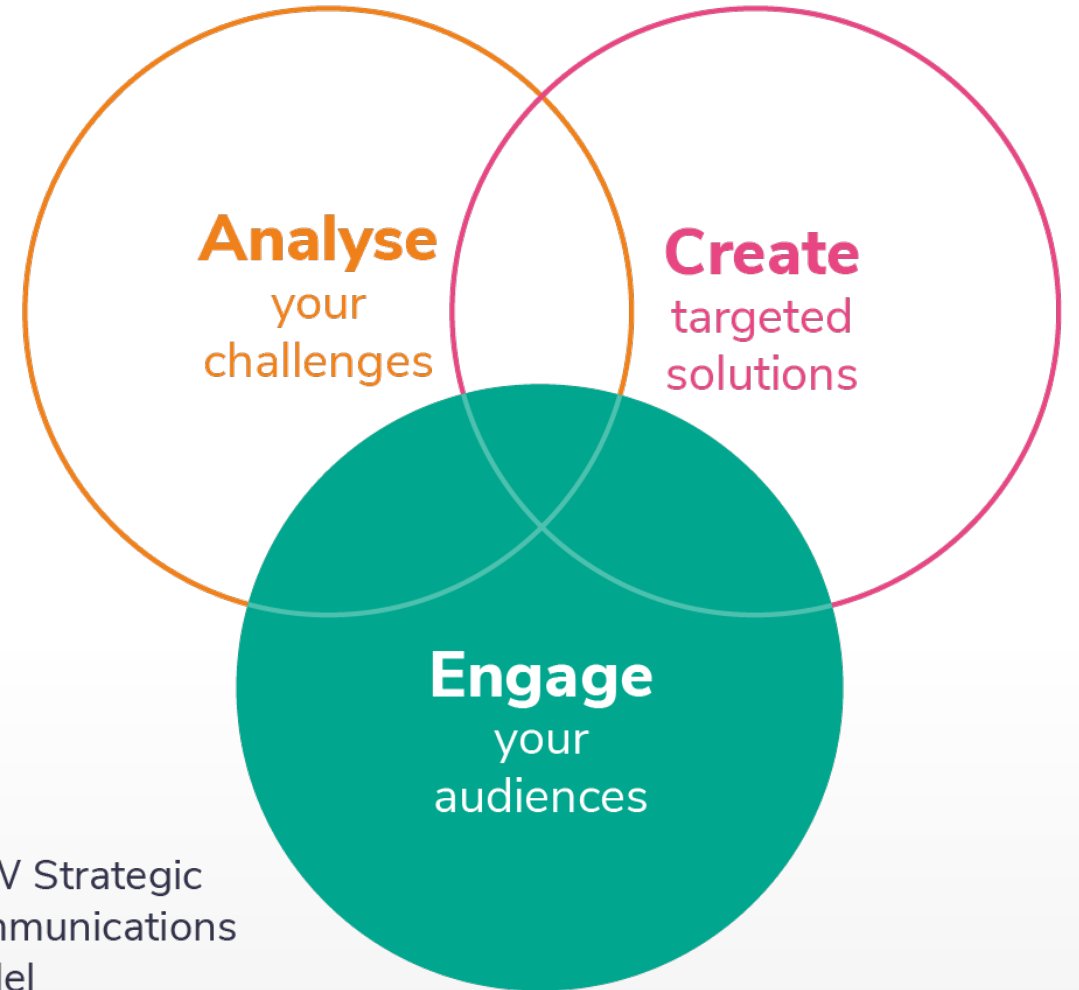 Analyse
your
challenges
Create
targeted
solutions
Engage
your
audiences
Strategic